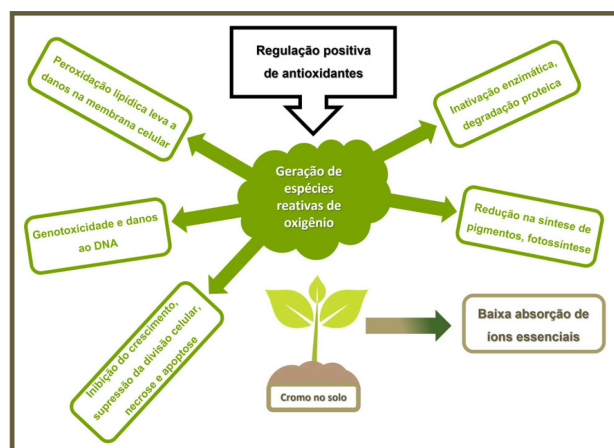 Regulação positiva
de antioxidantes
Peroxidação lipídica leva a
danos na membrana celular
Inativação enzimática,
degradação proteica
Geração de
espécies
reativas de
oxigênio
Genotoxicidade e danos
ao DNA
Redução na síntese de
pigmentos, fotossíntese
Inibição do crescimento,
supressão da divisão celular,
necrose e apoptose
Baixa absorção de
íons essenciais
Cromo no solo